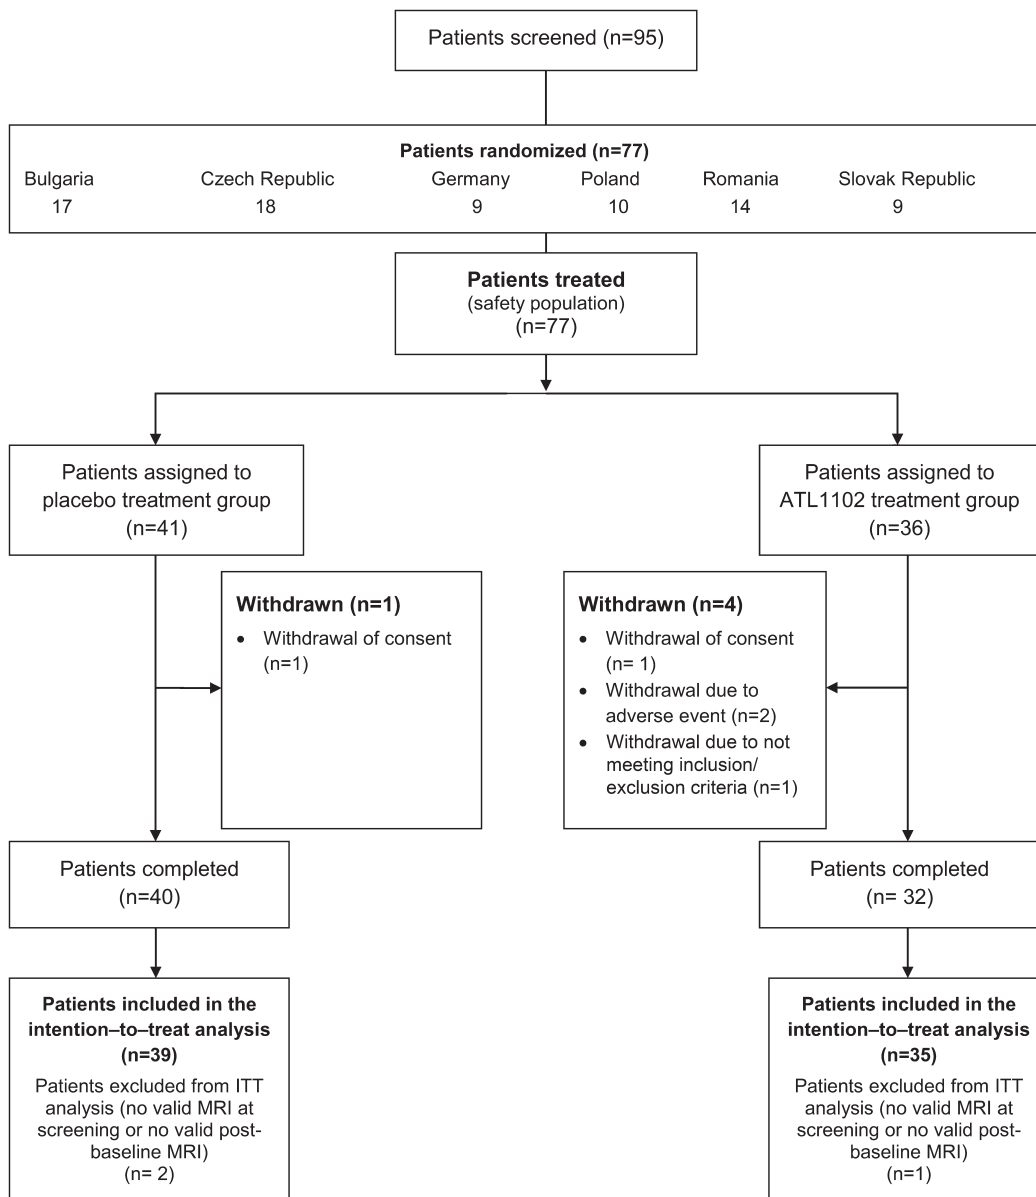 Patients screened (n=95)
Patients randomized (n=77)
Bulgaria Czech Republic Germany Poland Romania Slovak Republic
17 18 9 10 14 9
Patients treated
(safety population)
(n=77)
Patients assigned to
placebo treatment group
(n=41)
Patients assigned to
ATL1102 treatment group
(n=36)
Withdrawn (n=1)
• Withdrawal of consent
(n=1)
Withdrawn (n=4)
• Withdrawal of consent
(n= 1)
• Withdrawal due to
adverse event (n=2)
• Withdrawal due to not
meeting inclusion/
exclusion criteria (n=1)
Patients completed
(n=40)
Patients completed
(n= 32)
Patients included in the
intention–to–treat analysis
(n=39)
Patients excluded from ITT
analysis (no valid MRI at
screening or no valid post-
baseline MRI)
(n= 2)
Patients included in the
intention–to–treat analysis
(n=35)
Patients excluded from ITT
analysis (no valid MRI at
screening or no valid post-
baseline MRI)
(n=1)